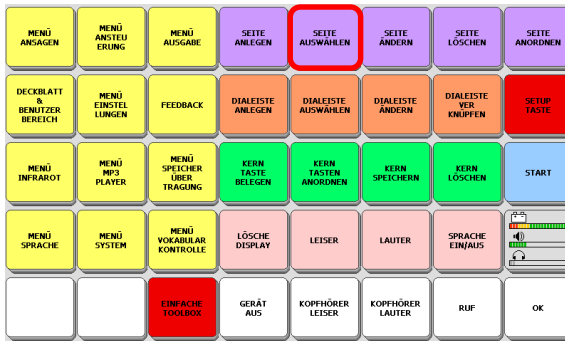 MENÜ
ANSAGEN
MENÜ
ANSTEU
ERUNG
MENÜ
AUSGABE
SEITE
ANLEGEN
SEITE
AUSWÄHLEN
SEITE
ÄNDERN
SEITE
LÖSCHEN
SEITE
ANORDNEN
DECKBLATT
&
BENUTZER
BEREICH
MENÜ
EINSTEL
LUNGEN
FEEDBACK
DIALEISTE
ANLEGEN
DIALEISTE
AUSWÄHLEN
DIALEISTE
ÄNDERN
DIALEISTE
VER
KNÜPFEN
SETUP
TASTE
MENÜ
INFRAROT
MENÜ
MP3
PLAYER
MENÜ
SPEICHER
ÜBER
TRAGUNG
KERN
TASTE
BELEGEN
KERN
TASTEN
ANORDNEN
KERN
SPEICHERN
KERN
LÖSCHEN
START
MENÜ
SPRACHE
MENÜ
SYSTEM
MENÜ
VOKABULAR
KONTROLLE
LÖSCHE
DISPLAY
LEISER
LAUTER
SPRACHE
EIN/AUS
EINFACHE
TOOLBOX
GERÄT
AUS
KOPFHÖRER
LEISER
KOPFHÖRER
LAUTER
RUF
OK